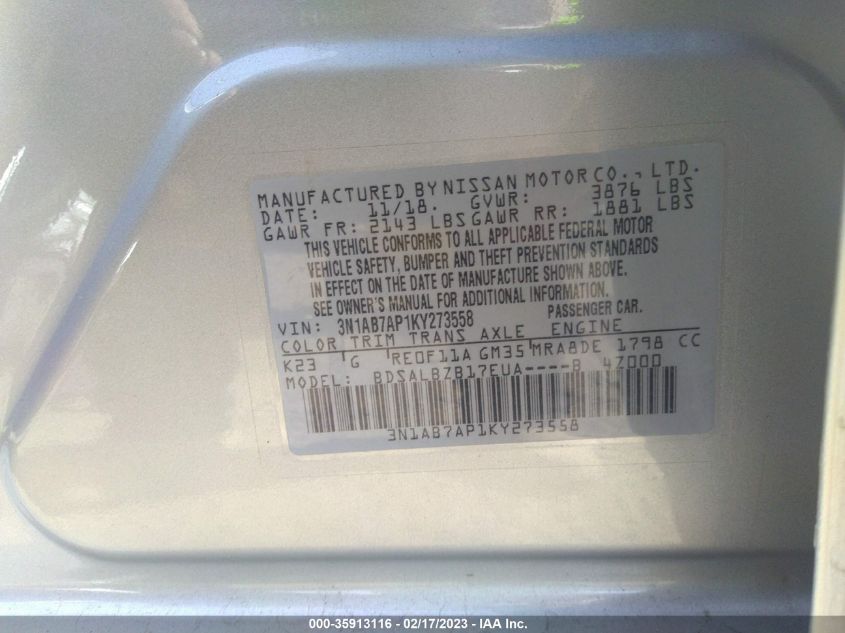 MANUFACTURED BY NISSAN MOTOR CO., LTD.
DATE: 11/18. GVWR: 3876 LBS
GAWR FR: 2143 LBS GAWR RR: 1881 LBS
THIS VEHICLE CONFORMS TO ALL APPLICABLE FEDERAL MOTOR
VEHICLE SAFETY, BUMPER AND THEFT PREVENTION STANDARDS
IN EFFECT ON THE DATE OF MANUFACTURE SHOWN ABOVE.
SEE OWNER'S MANUAL FOR ADDITIONAL INFORMATION.
VIN: 3N1AB7AP1KY273558 PASSENGER CAR.
COLOR TRIM TRANS AXLE ENGINE
K23 G RE0F11A GM35 MRA8DE 1798 CC
MODEL: BDSALBZB17EUA----B 4Z000
3N1AB7AP1KY273558
000-35913116 - 02/17/2023 - IAA Inc.